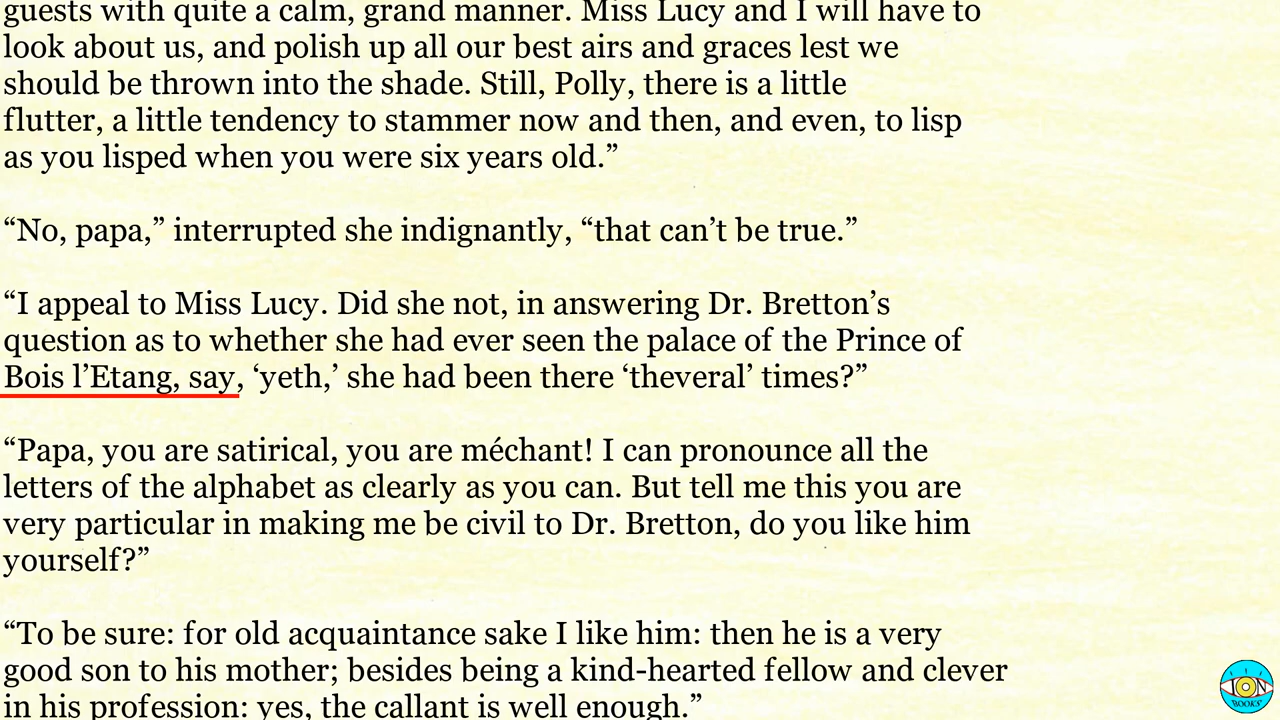 guests with quite a calm, grand manner. Miss Lucy and I will have to
look about us, and polish up all our best airs and graces lest we
should be thrown into the shade. Still, Polly, there is a little
flutter, a little tendency to stammer now and then, and even, to lisp
as you lisped when you were six years old.”
“No, papa,” interrupted she indignantly, “that can’t be true.”
“I appeal to Miss Lucy. Did she not, in answering Dr. Bretton’s
question as to whether she had ever seen the palace of the Prince of
Bois l’Etang, say, ‘yeth,’ she had been there ‘theveral’ times?”
“Papa, you are satirical, you are méchant! I can pronounce all the
letters of the alphabet as clearly as you can. But tell me this you are
very particular in making me be civil to Dr. Bretton, do you like him
yourself?”
“To be sure: for old acquaintance sake I like him: then he is a very
good son to his mother; besides being a kind-hearted fellow and clever
in his profession: yes, the callant is well enough.”
ION
BOOKS